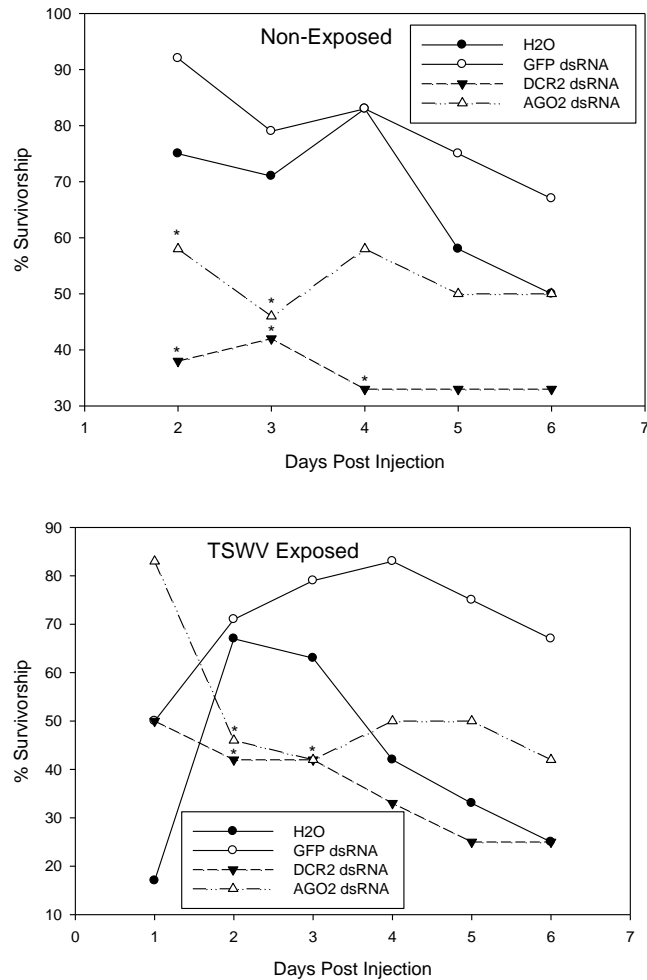 100
Non-Exposed
H2O
GFP dsRNA
DCR2 dsRNA
AGO2 dsRNA
90
80
70
60
50
40
30
% Survivorship
*
*
*
*
*
1 2 3 4 5 6 7
Days Post Injection
90
TSWV Exposed
80
70
60
50
40
30
20
10
% Survivorship
*
*
*
H2O
GFP dsRNA
DCR2 dsRNA
AGO2 dsRNA
0 1 2 3 4 5 6 7
Days Post Injection